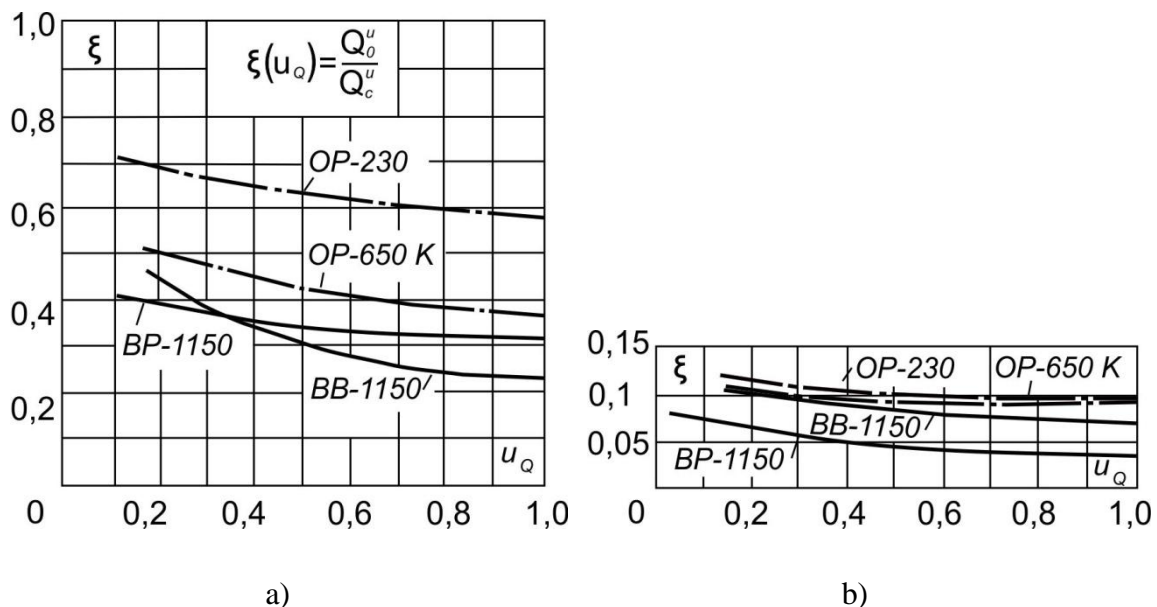 1,0
ξ
ξ(u_Q)=Q_0^u/Q_c^u
0,8
OP-230
0,6
OP-650 K
0,4
BP-1150
BB-1150
0,2
u_Q
0
0,2 0,4 0,6 0,8 1,0
a)
0,15
ξ
OP-230 OP-650 K
0,1
BB-1150
0,05
BP-1150
u_Q
0
0,2 0,4 0,6 0,8 1,0
b)